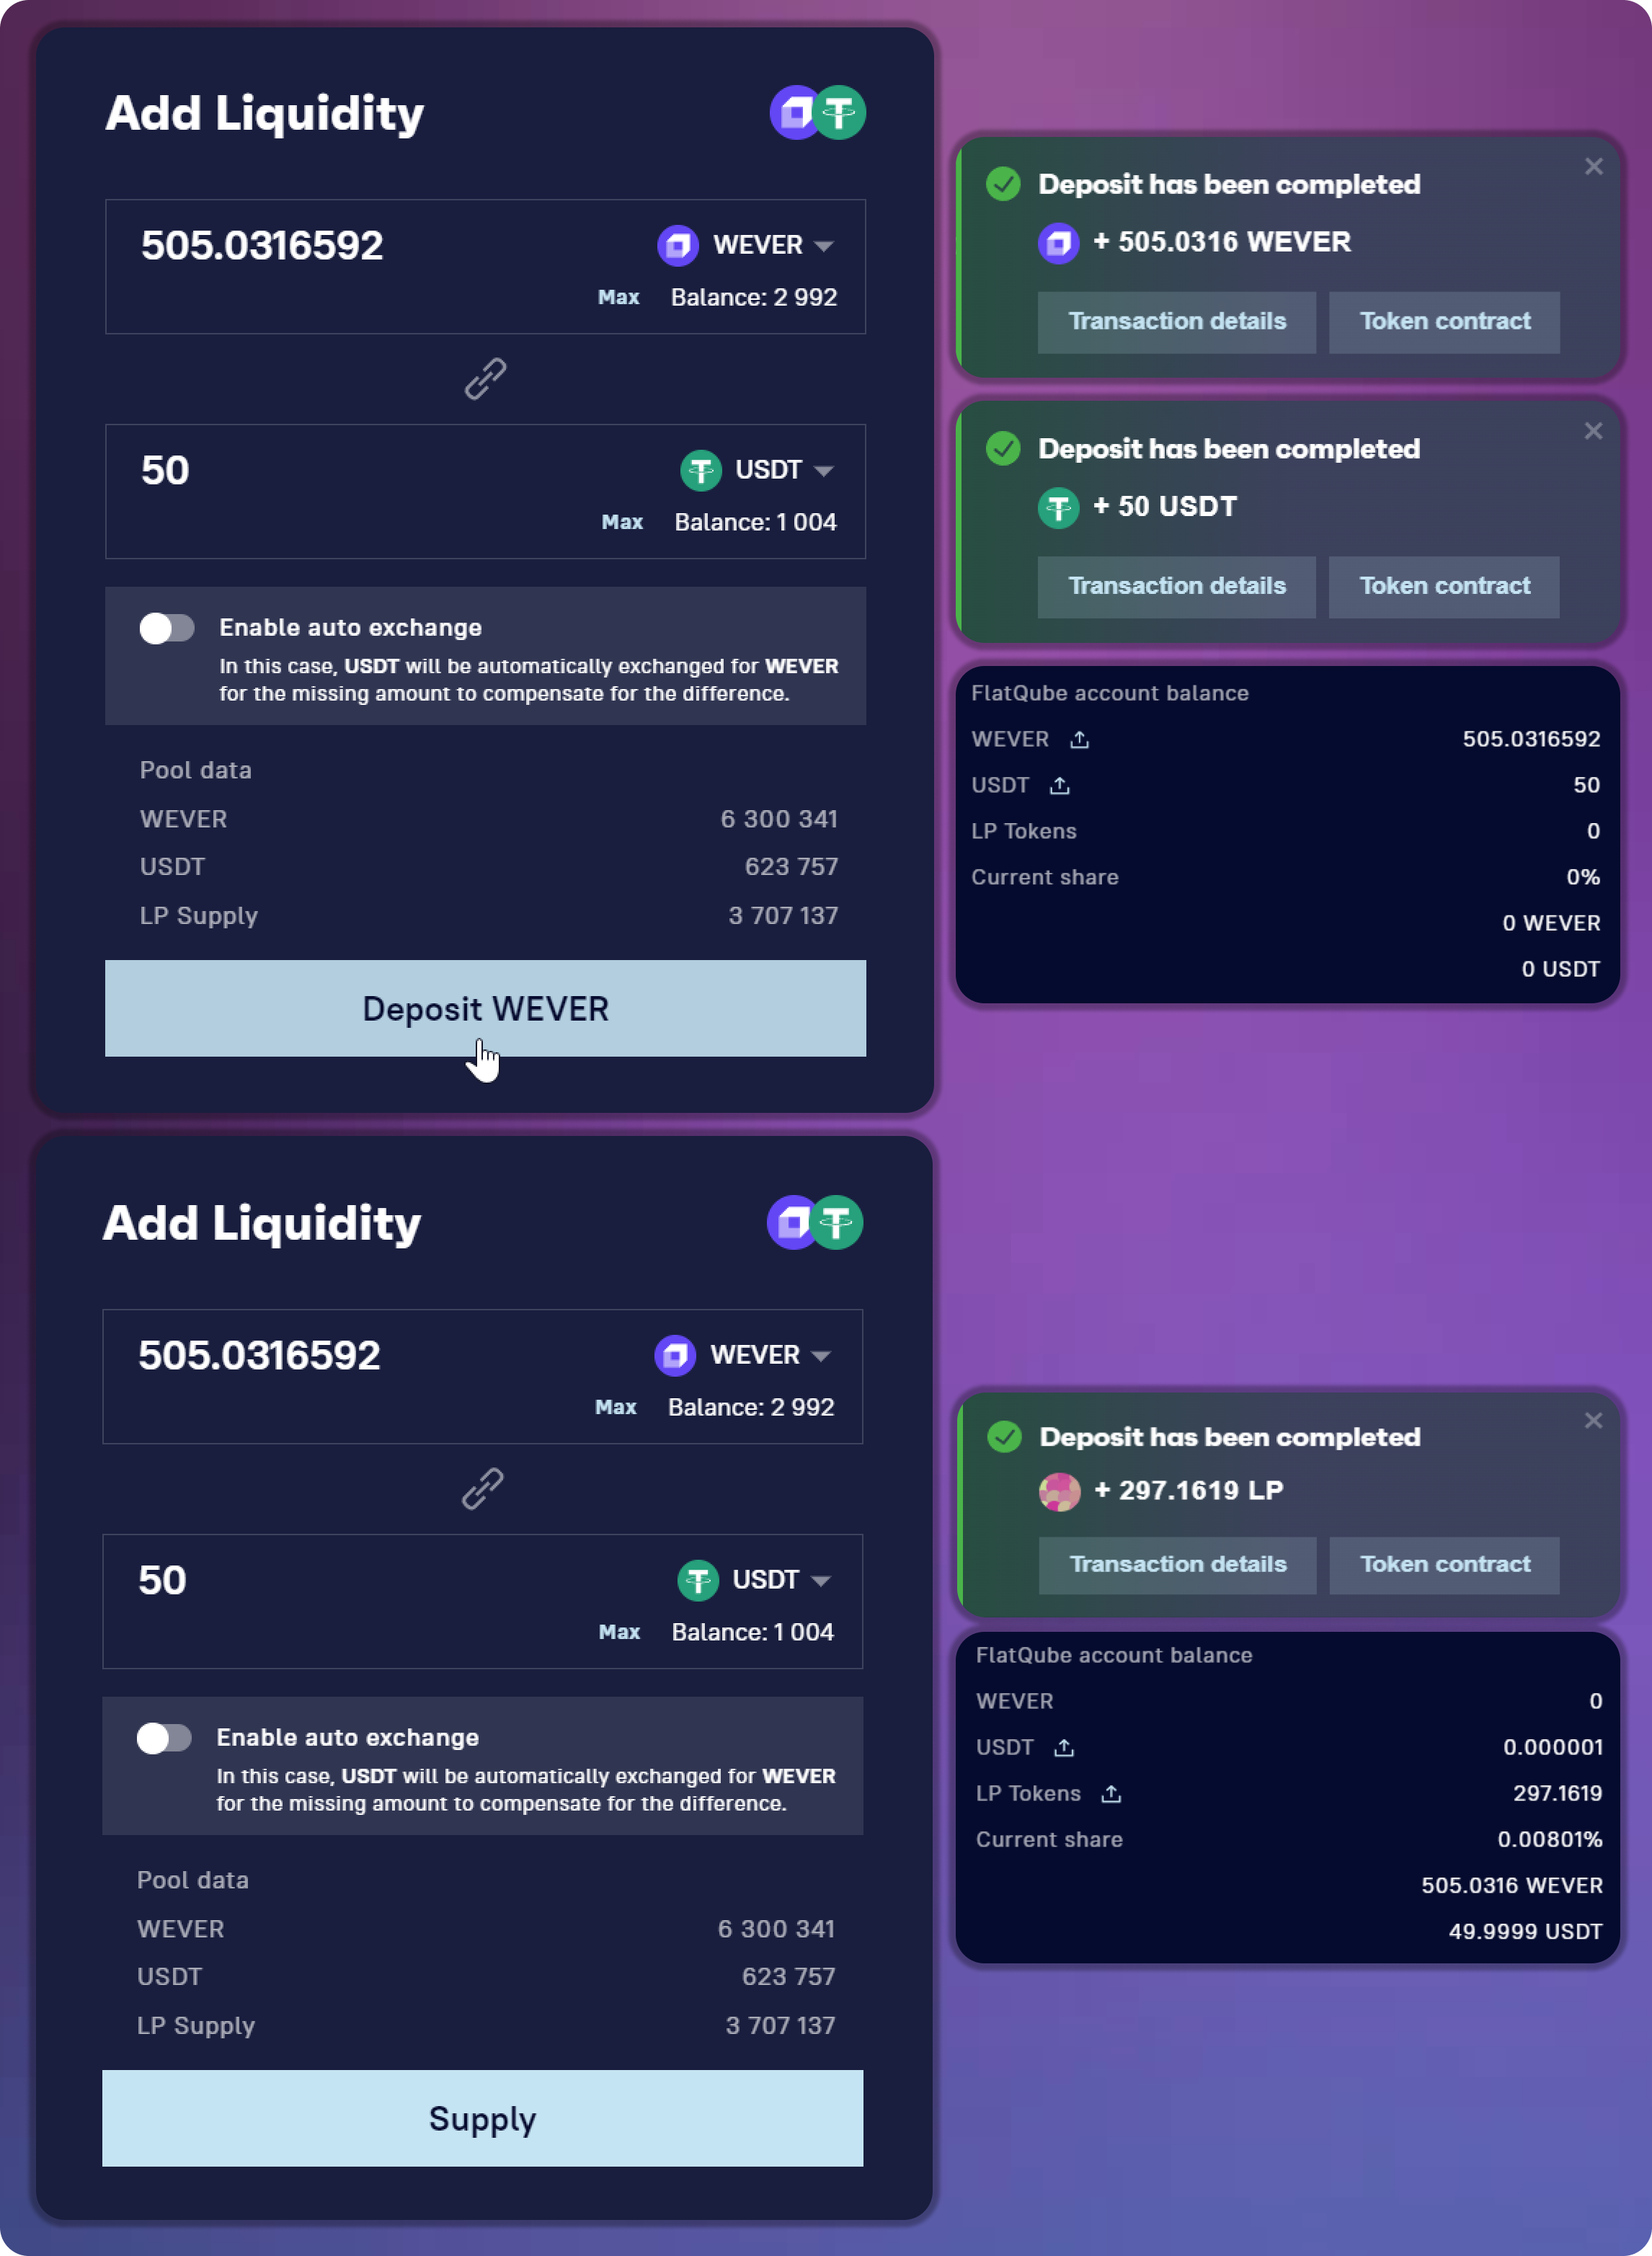 Add Liquidity
505.0316592 WEVER
Max Balance: 2 992
50 USDT
Max Balance: 1 004
Enable auto exchange
In this case, USDT will be automatically exchanged for WEVER
for the missing amount to compensate for the difference.
Pool data
WEVER 6 300 341
USDT 623 757
LP Supply 3 707 137
Deposit WEVER
Deposit has been completed
+ 505.0316 WEVER
Transaction details Token contract
Deposit has been completed
+ 50 USDT
Transaction details Token contract
FlatQube account balance
WEVER 505.0316592
USDT 50
LP Tokens 0
Current share 0%
0 WEVER
0 USDT
Add Liquidity
505.0316592 WEVER
Max Balance: 2 992
50 USDT
Max Balance: 1 004
Enable auto exchange
In this case, USDT will be automatically exchanged for WEVER
for the missing amount to compensate for the difference.
Pool data
WEVER 6 300 341
USDT 623 757
LP Supply 3 707 137
Supply
Deposit has been completed
+ 297.1619 LP
Transaction details Token contract
FlatQube account balance
WEVER 0
USDT 0.000001
LP Tokens 297.1619
Current share 0.00801%
505.0316 WEVER
49.9999 USDT